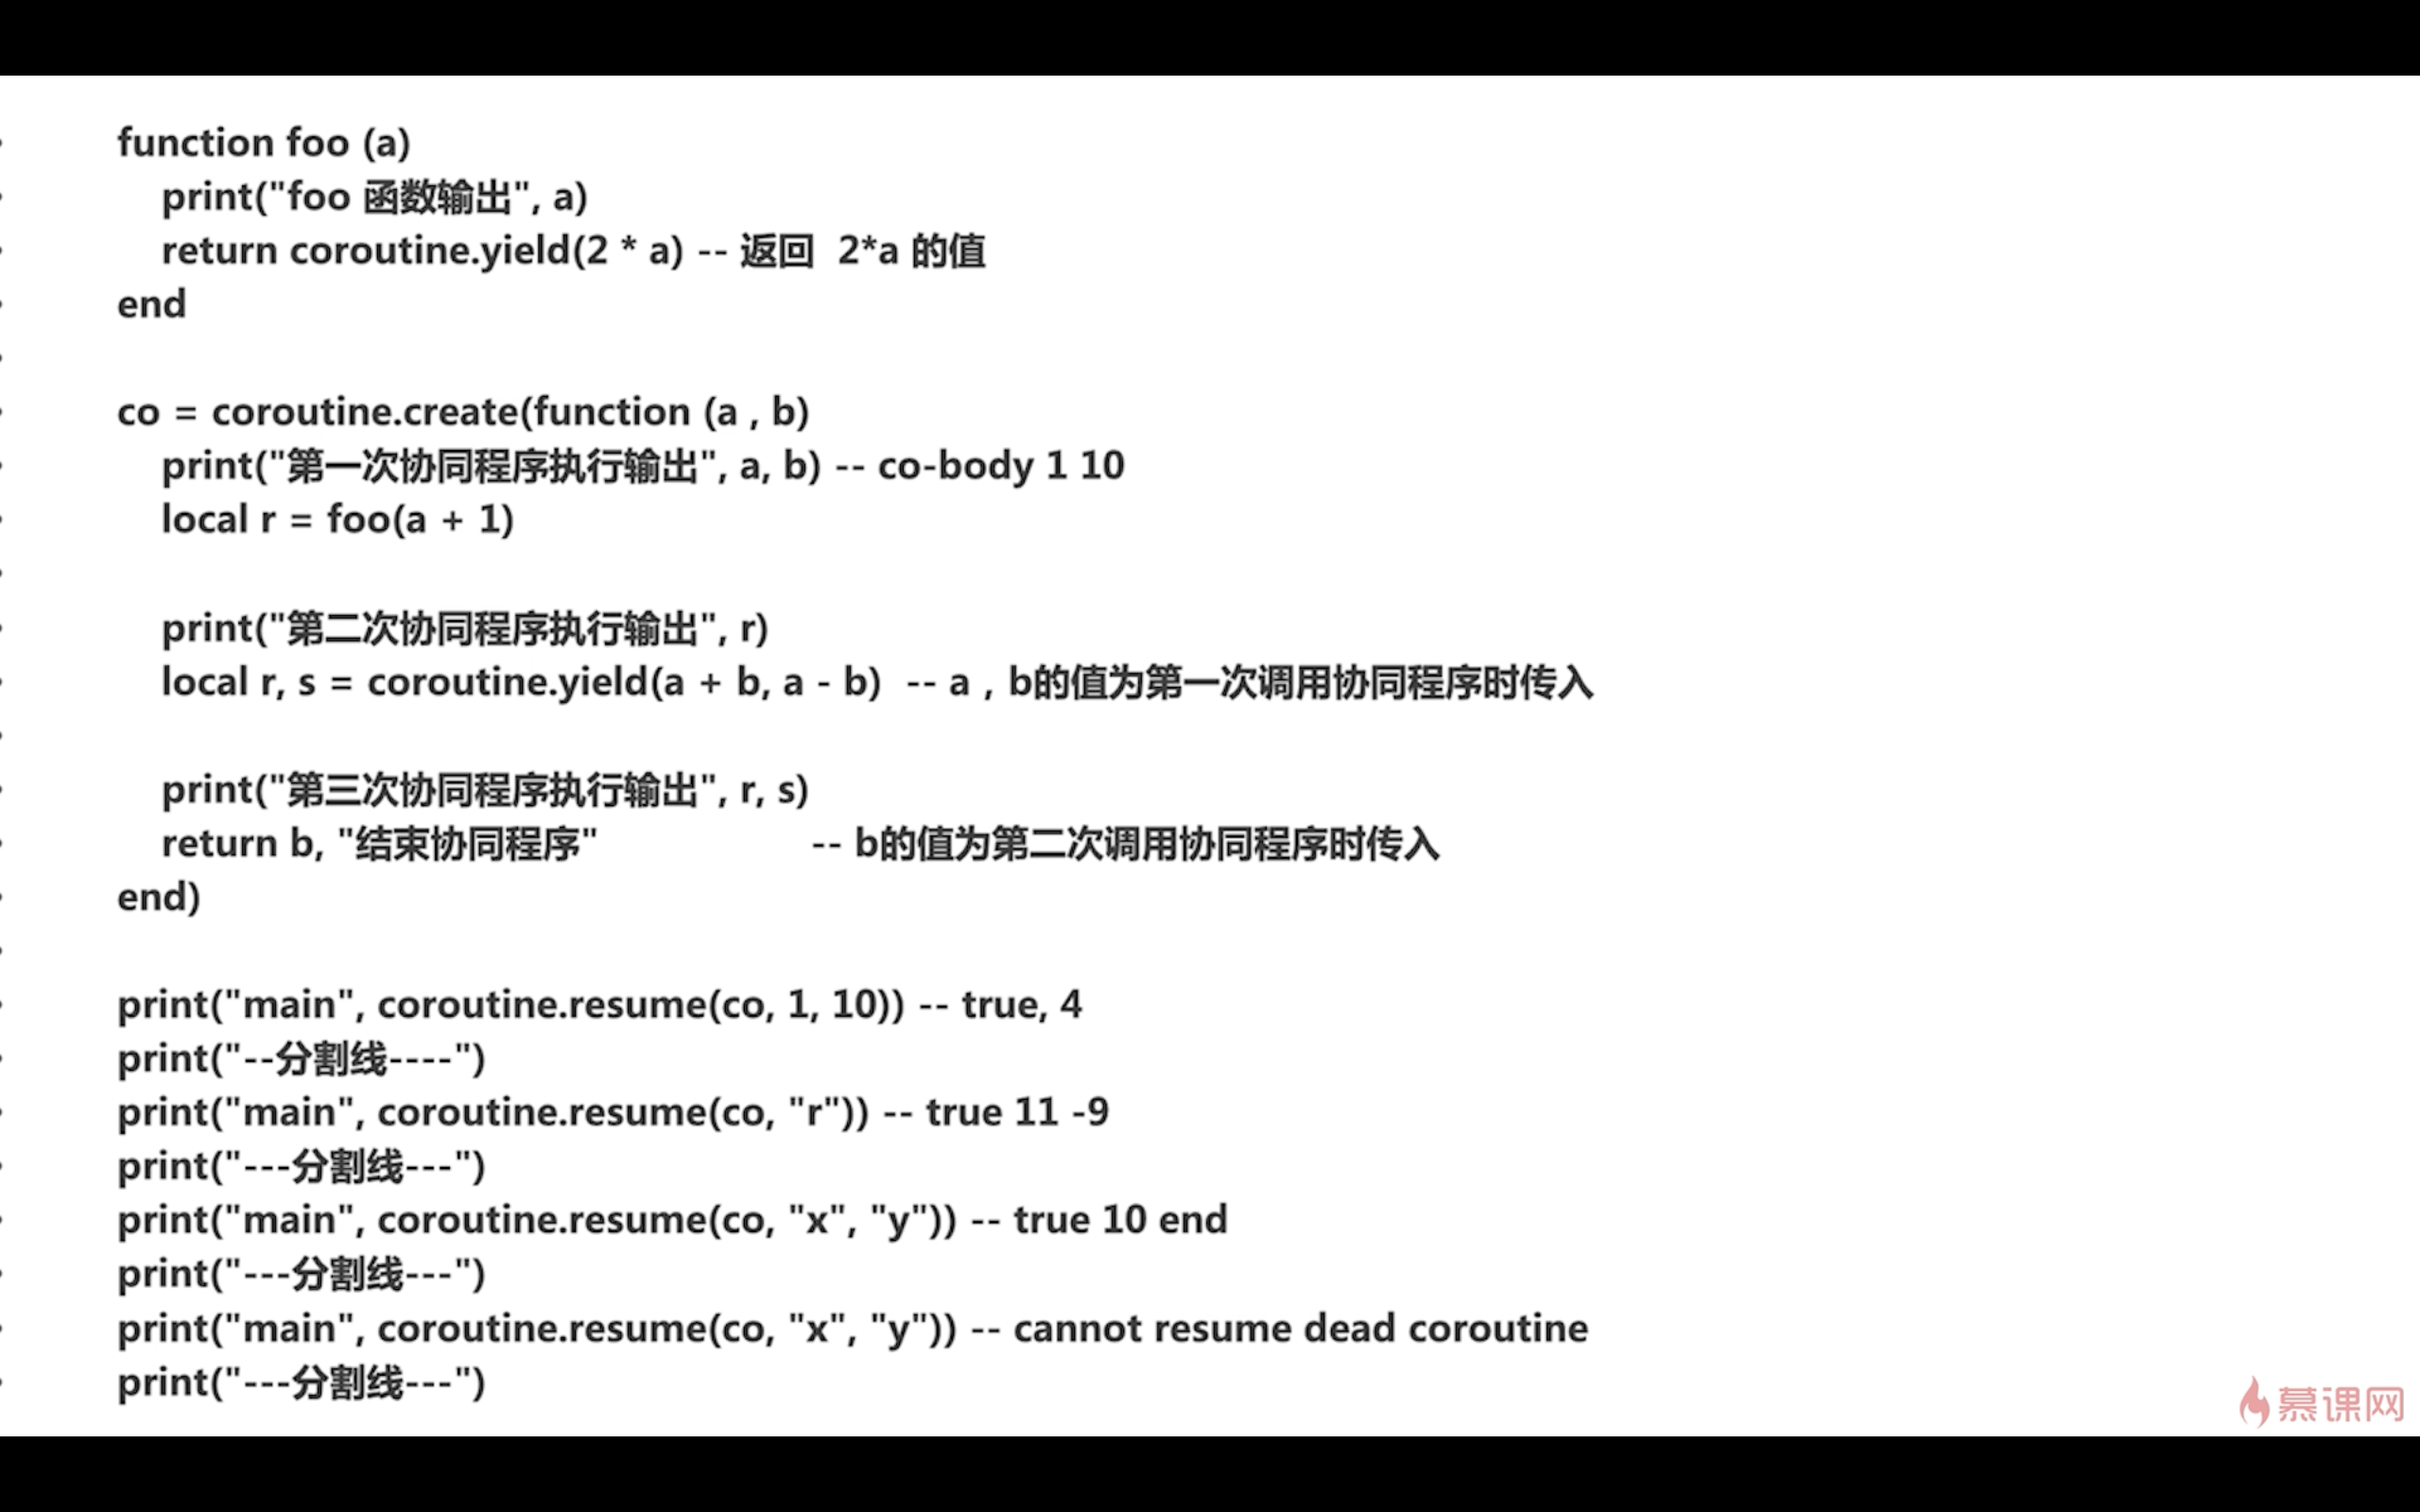 function foo (a)
print("foo 函数输出", a)
return coroutine.yield(2 * a) -- 返回  2*a 的值
end
co = coroutine.create(function (a , b)
print("第一次协同程序执行输出", a, b) -- co-body 1 10
local r = foo(a + 1)
print("第二次协同程序执行输出", r)
local r, s = coroutine.yield(a + b, a - b)  -- a，b的值为第一次调用协同程序时传入
print("第三次协同程序执行输出", r, s)
return b, "结束协同程序"                   -- b的值为第二次调用协同程序时传入
end)
print("main", coroutine.resume(co, 1, 10)) -- true, 4
print("--分割线----")
print("main", coroutine.resume(co, "r")) -- true 11 -9
print("---分割线---")
print("main", coroutine.resume(co, "x", "y")) -- true 10 end
print("---分割线---")
print("main", coroutine.resume(co, "x", "y")) -- cannot resume dead coroutine
print("---分割线---")
慕课网